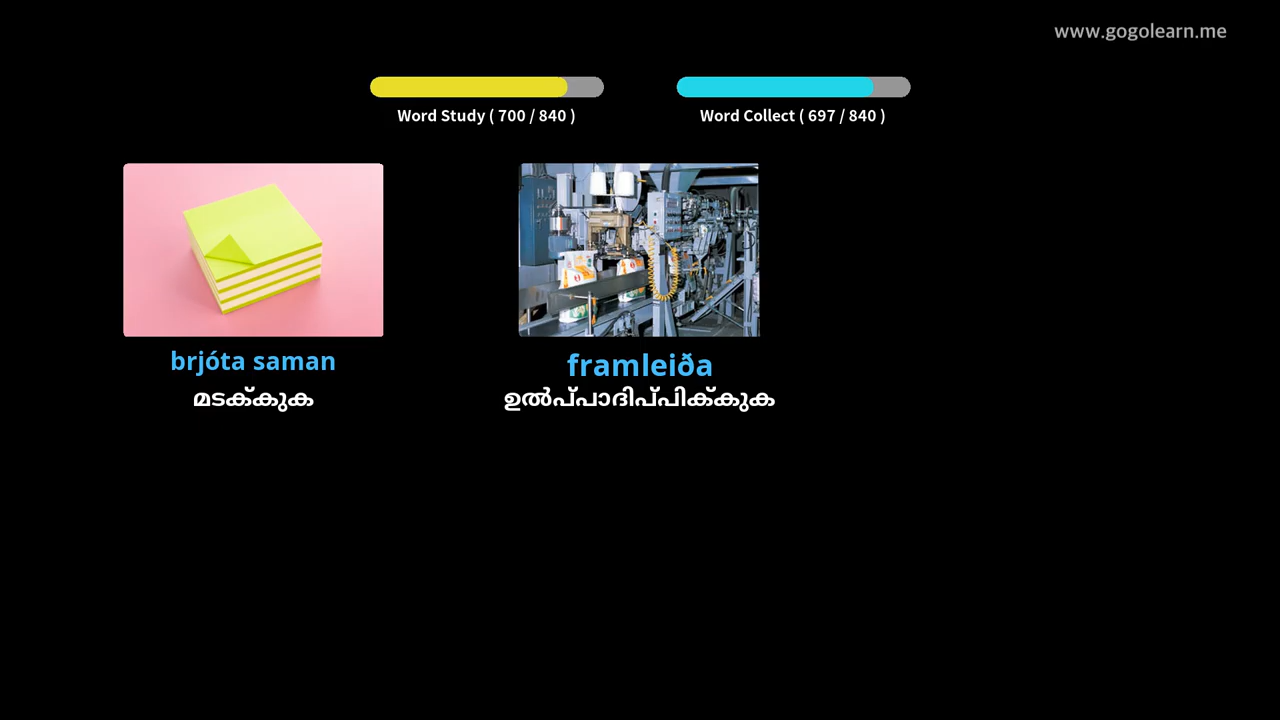 www.gogolearn.me
Word Study ( 700 / 840 )
Word Collect ( 697 / 840 )
brjóta saman
മടക്കുക
framleiða
ഉൽപ്പാദിപ്പിക്കുക